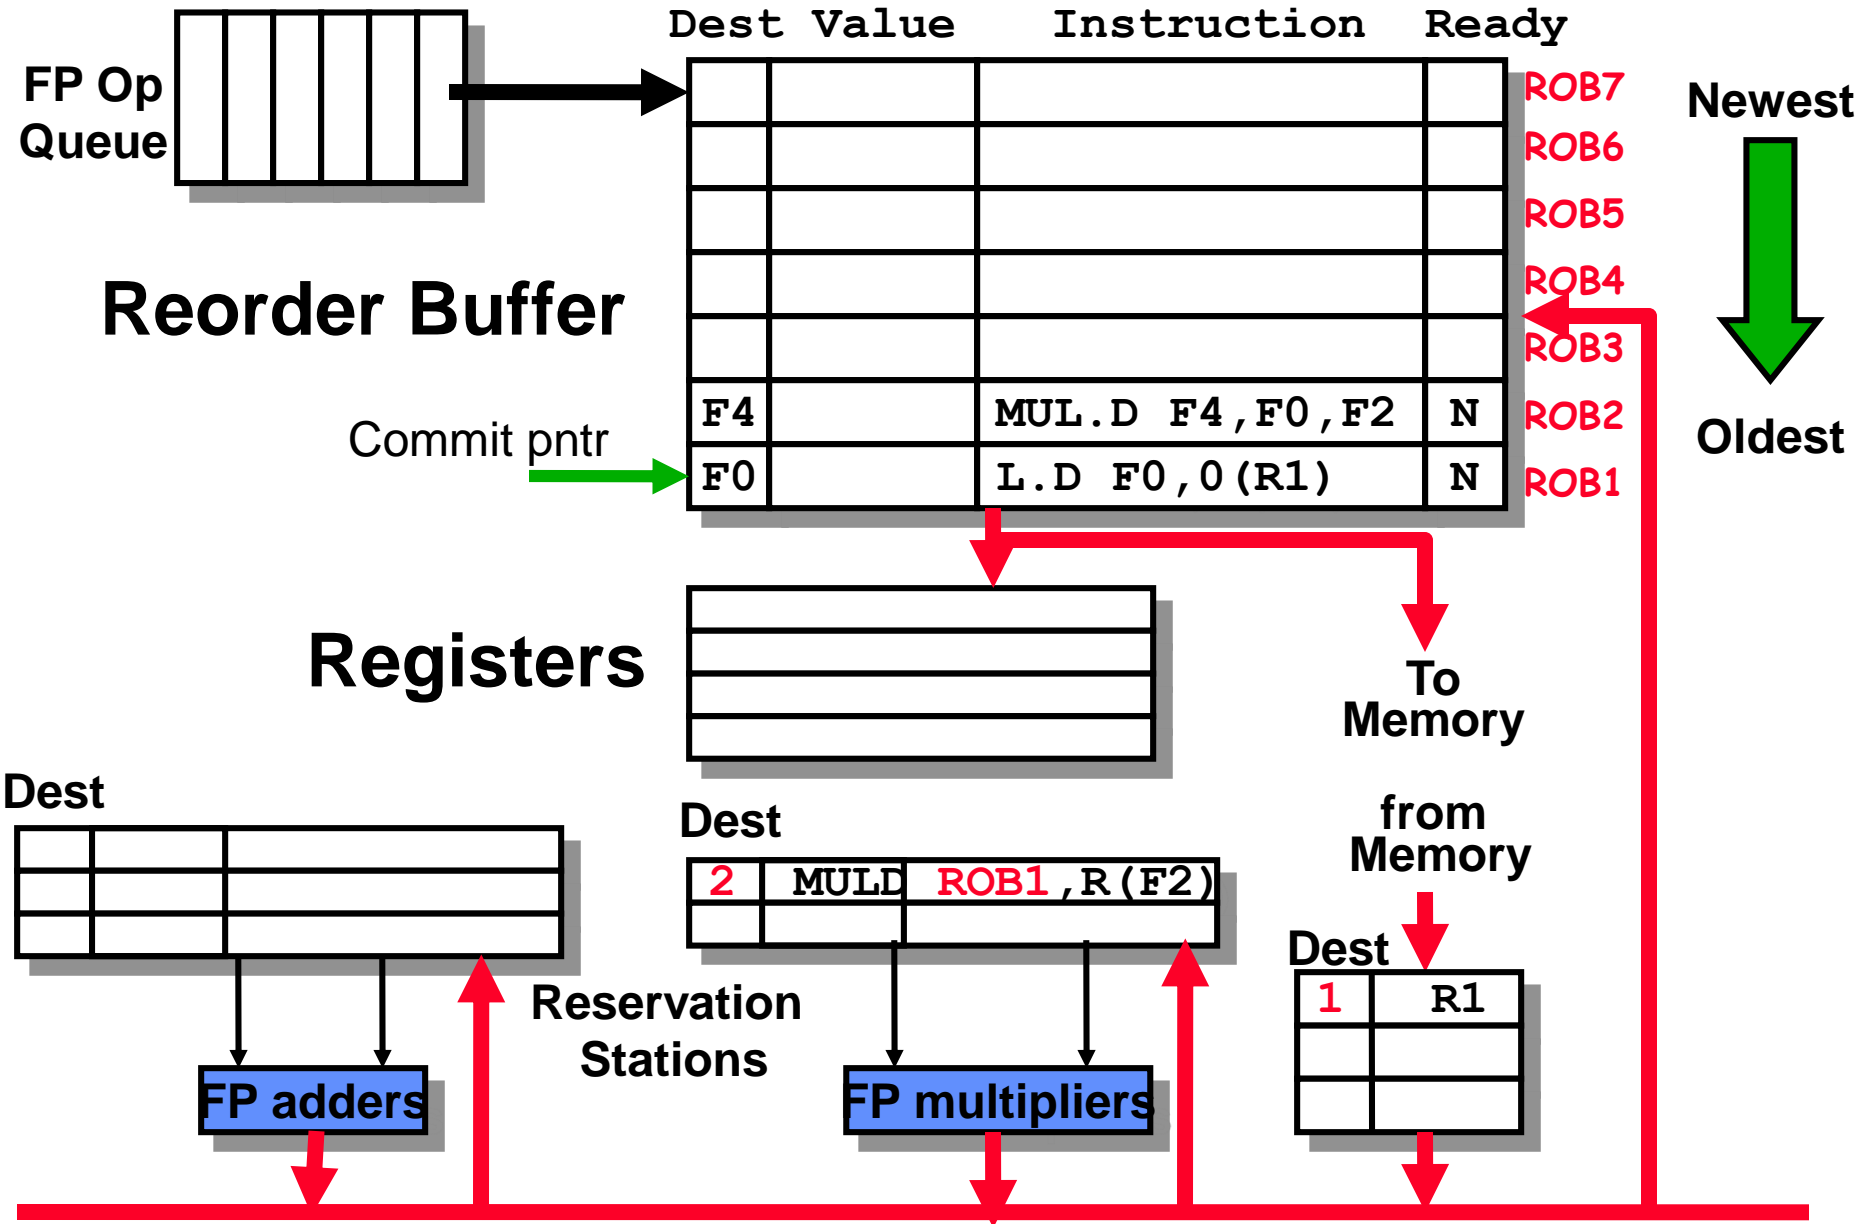 Dest Value Instruction Ready
FP Op
Queue
ROB7
Newest
ROB6
ROB5
Reorder Buffer
ROB4
ROB3
F4 MUL.D F4,F0,F2 N ROB2
Oldest
Commit pntr
F0 L.D F0,0(R1) N ROB1
Registers
To
Memory
Dest
Dest
from
Memory
2 MULD ROB1,R(F2)
Dest
1 R1
Reservation
Stations
FP adders
FP multipliers